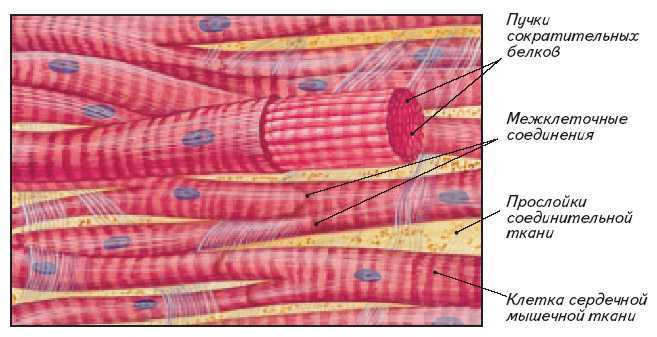 Пучки
сократительных
белков
Межклеточные
соединения
Прослойки
соединительной
ткани
Клетка сердечной
мышечной ткани